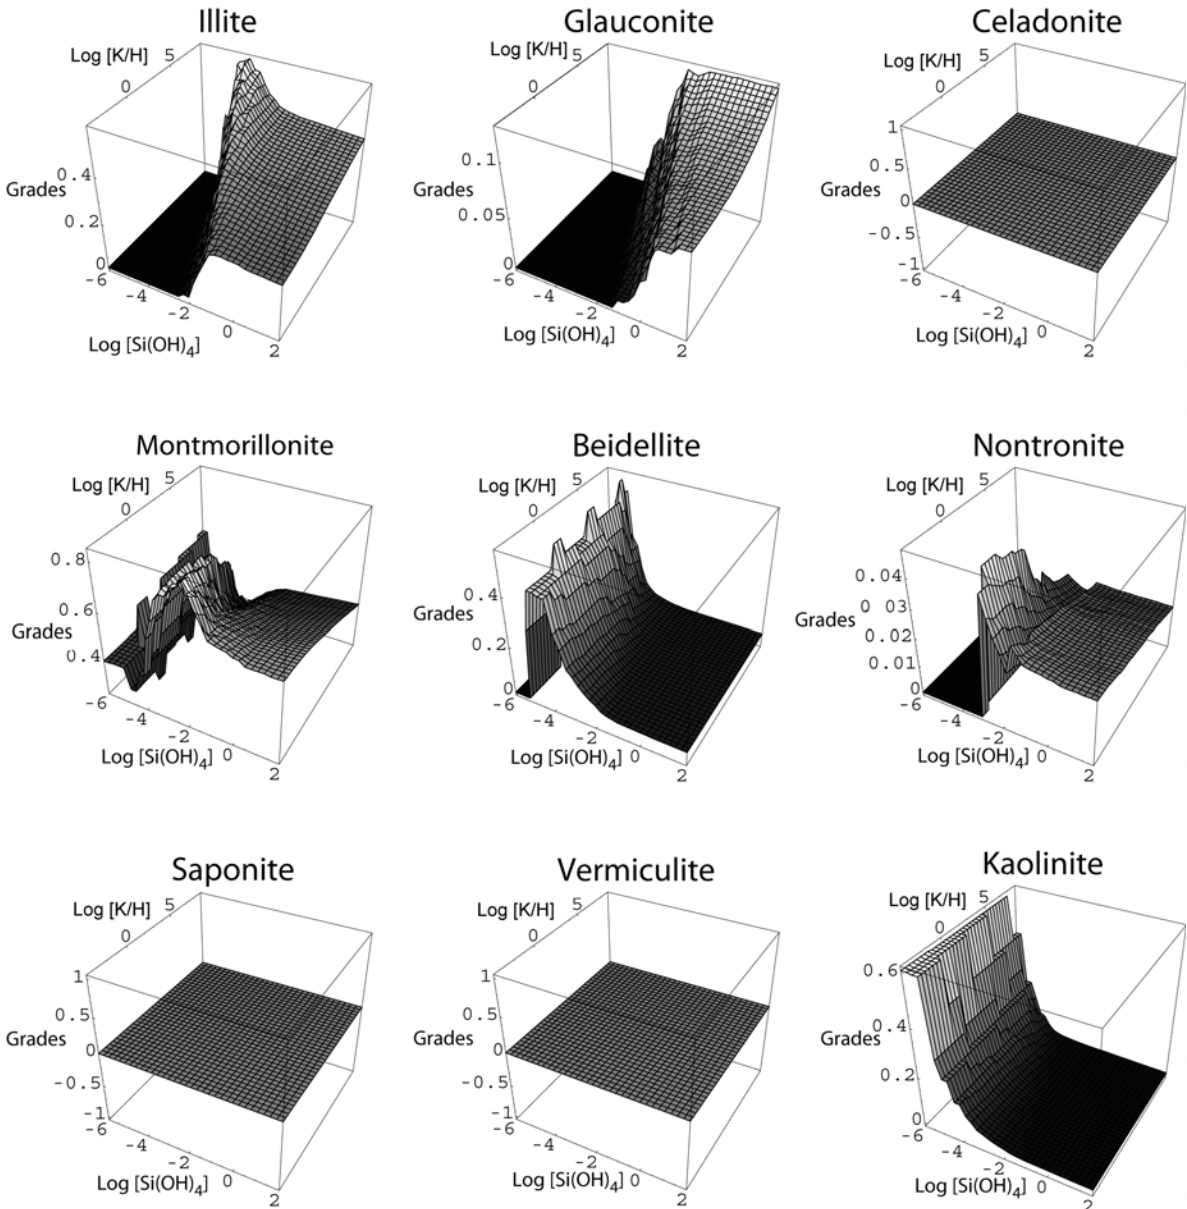 Illite
Log [K/H]
5
0
0.4
Grades
0.2
0
-6
-4
-2
0
2
Log [Si(OH)4]
Glauconite
Log [K/H]
5
0
0.1
Grades
0.05
0
-6
-4
-2
0
2
Log [Si(OH)4]
Celadonite
Log [K/H]
5
0
1
0.5
Grades
0
-0.5
-1
-6
-4
-2
0
2
Log [Si(OH)4]
Montmorillonite
Log [K/H]
5
0
0.8
0.6
Grades
0.4
-6
-4
-2
0
2
Log [Si(OH)4]
Beidellite
Log [K/H]
5
0
0.4
Grades
0.2
0
-6
-4
-2
0
2
Log [Si(OH)4]
Nontronite
Log [K/H]
5
0
0.04
Grades
0 03
0.02
0.01
0
-6
-4
-2
0
2
Log [Si(OH)4]
Saponite
Log [K/H]
5
0
1
0.5
Grades
0
-0.5
-1
-6
-4
-2
0
2
Log [Si(OH)4]
Vermiculite
Log [K/H]
5
0
1
0.5
Grades
0
-0.5
-1
-6
-4
-2
0
2
Log [Si(OH)4]
Kaolinite
Log [K/H]
5
0
0.6
0.4
Grades
0.2
0
-6
-4
-2
0
2
Log [Si(OH)4]